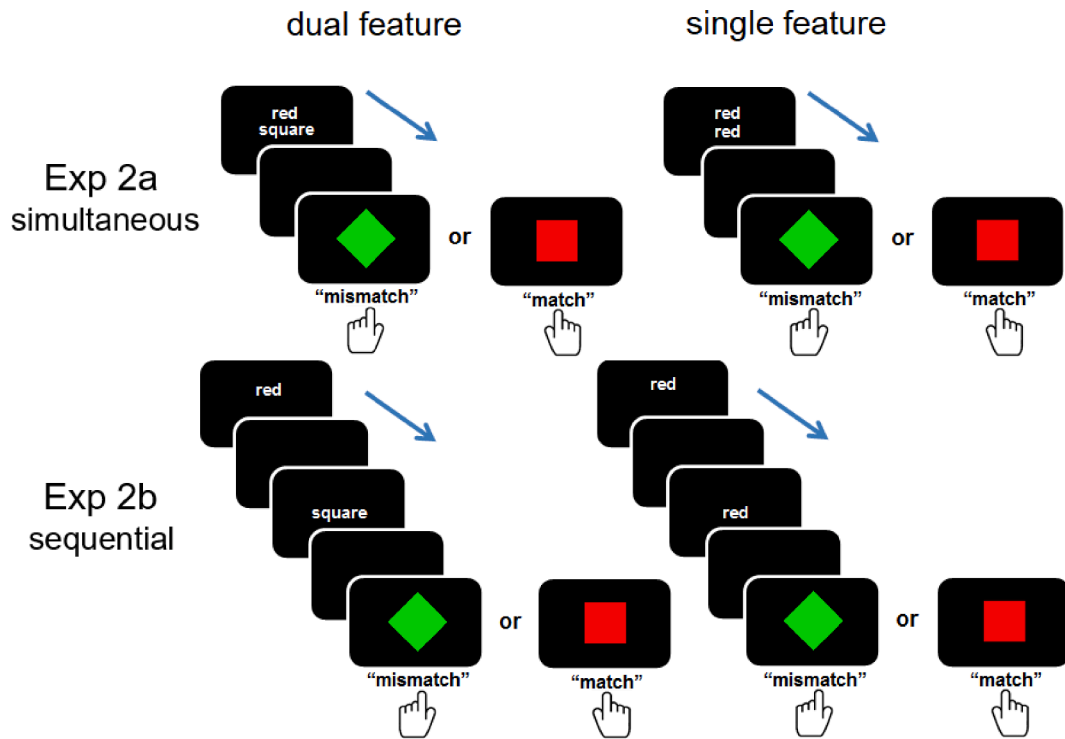 dual feature
single feature
Exp 2a
simultaneous
red
square
or
“mismatch”
“match”
red
red
or
“mismatch”
“match”
Exp 2b
sequential
red
square
or
“mismatch”
“match”
red
red
or
“mismatch”
“match”